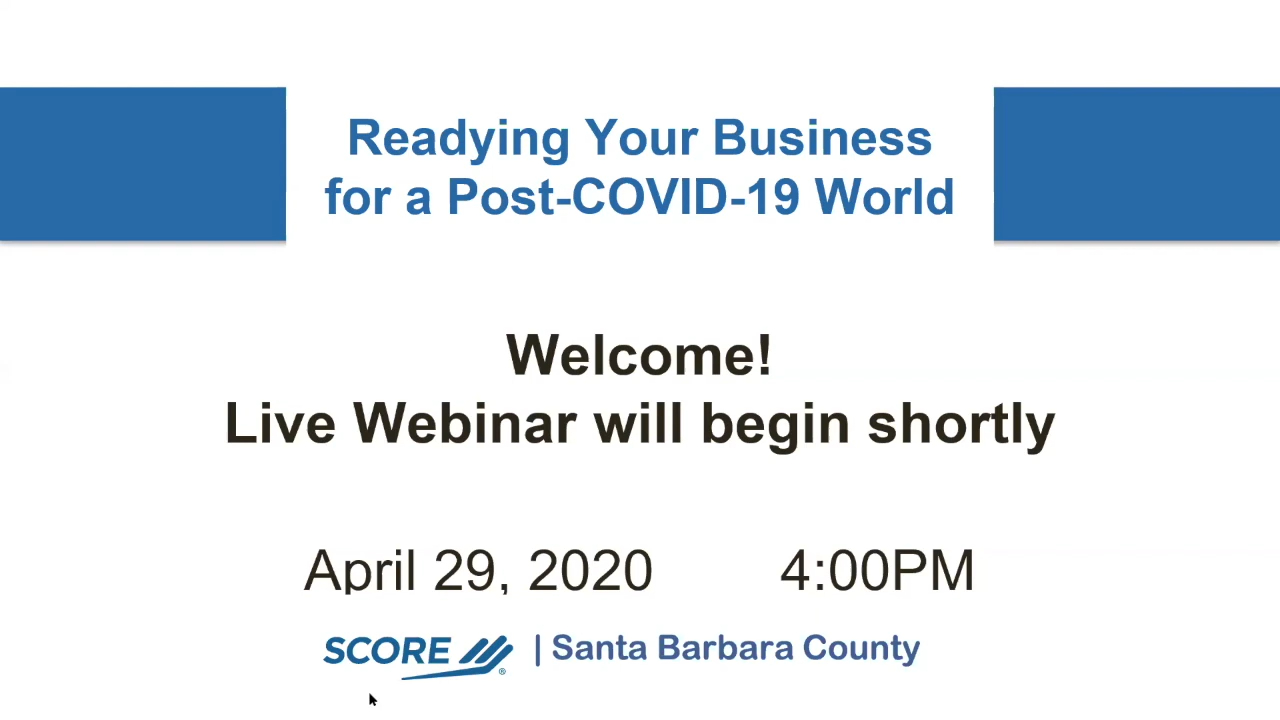 Readying Your Business
for a Post-COVID-19 World
Welcome!
Live Webinar will begin shortly
April 29, 2020 4:00PM
SCORE ® | Santa Barbara County